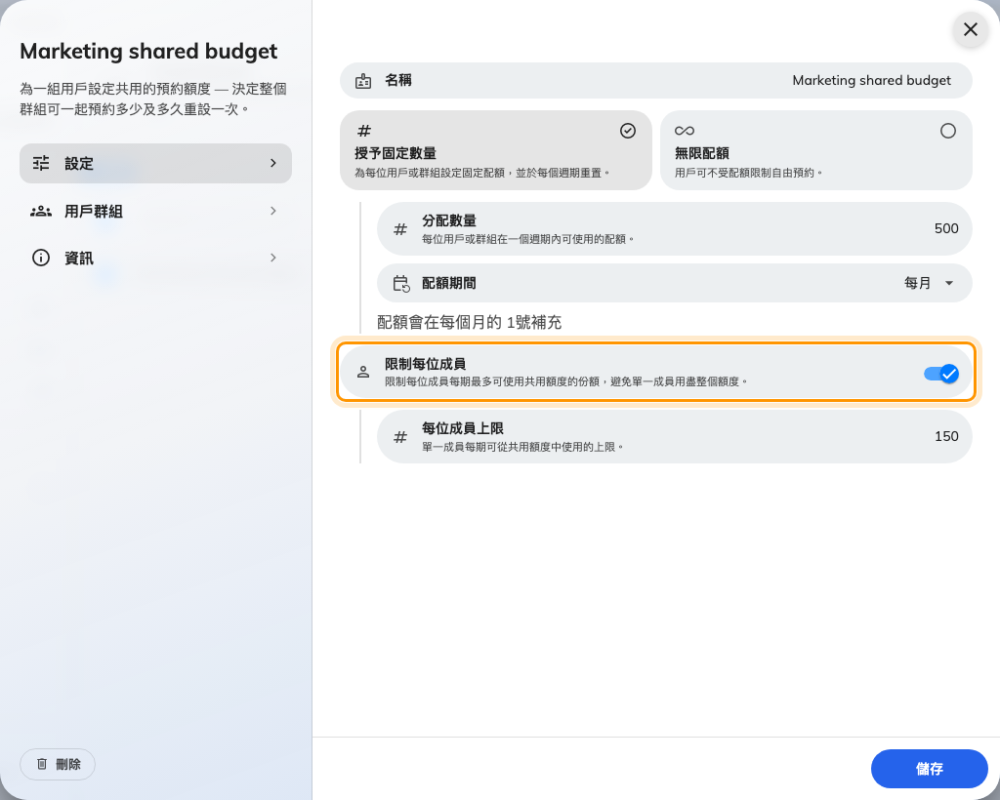 Marketing shared budget
為一組用戶設定共用的預約額度 — 決定整個
群組可一起預約多少及多久重設一次。
設定
用戶群組
資訊
刪除
名稱
Marketing shared budget
授予固定數量
為每位用戶或群組設定固定配額，並於每個週期重置。
無限配額
用戶可不受配額限制自由預約。
分配數量
每位用戶或群組在一個週期內可使用的配額。
500
配額期間
每月
配額會在每個月的 1號補充
限制每位成員
限制每位成員每期最多可使用共用額度的份額，避免單一成員用盡整個額度。
每位成員上限
單一成員每期可從共用額度中使用的上限。
150
儲存